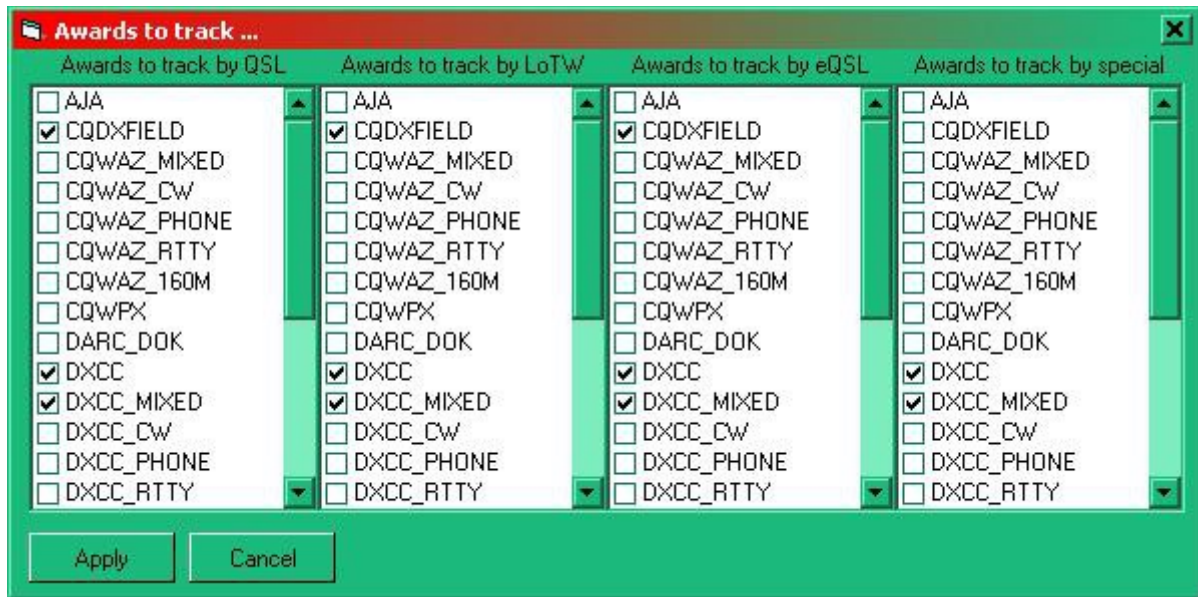 Awards to track ...
Awards to track by QSL
AJA
CQDXFIELD
CQWAZ_MIXED
CQWAZ_CW
CQWAZ_PHONE
CQWAZ_RTTY
CQWAZ_160M
CQWPX
DARC_DOK
DXCC
DXCC_MIXED
DXCC_CW
DXCC_PHONE
DXCC_RTTY
Awards to track by LoTW
AJA
CQDXFIELD
CQWAZ_MIXED
CQWAZ_CW
CQWAZ_PHONE
CQWAZ_RTTY
CQWAZ_160M
CQWPX
DARC_DOK
DXCC
DXCC_MIXED
DXCC_CW
DXCC_PHONE
DXCC_RTTY
Awards to track by eQSL
AJA
CQDXFIELD
CQWAZ_MIXED
CQWAZ_CW
CQWAZ_PHONE
CQWAZ_RTTY
CQWAZ_160M
CQWPX
DARC_DOK
DXCC
DXCC_MIXED
DXCC_CW
DXCC_PHONE
DXCC_RTTY
Awards to track by special
AJA
CQDXFIELD
CQWAZ_MIXED
CQWAZ_CW
CQWAZ_PHONE
CQWAZ_RTTY
CQWAZ_160M
CQWPX
DARC_DOK
DXCC
DXCC_MIXED
DXCC_CW
DXCC_PHONE
DXCC_RTTY
Apply
Cancel